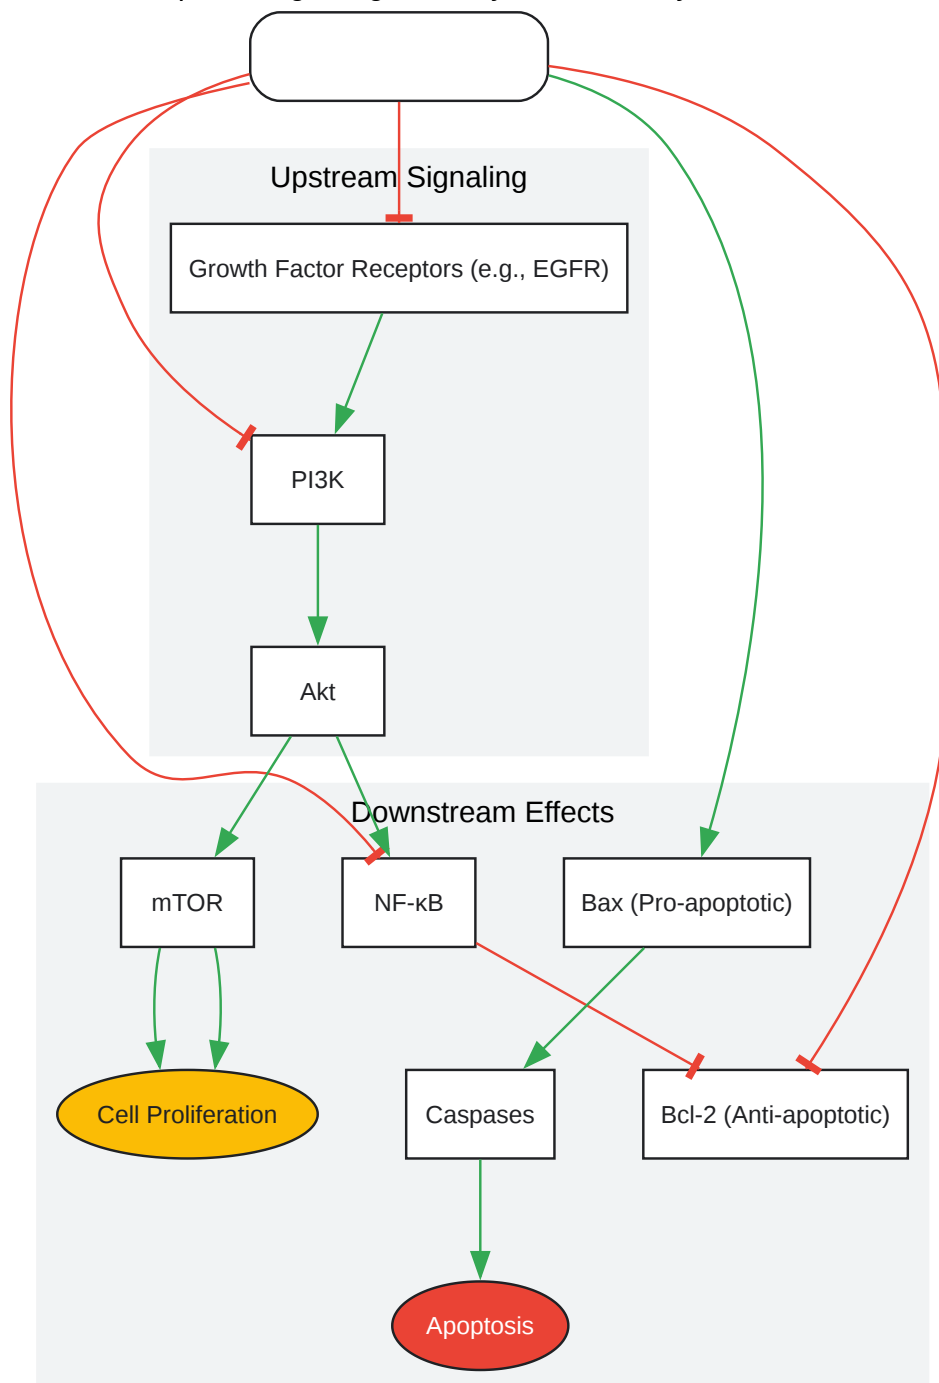 Upstream Signaling
Growth Factor Receptors (e.g., EGFR)
PI3K
Akt
Downstream Effects
mTOR
NF-κB
Bax (Pro-apoptotic)
Cell Proliferation
Caspases
Bcl-2 (Anti-apoptotic)
Apoptosis